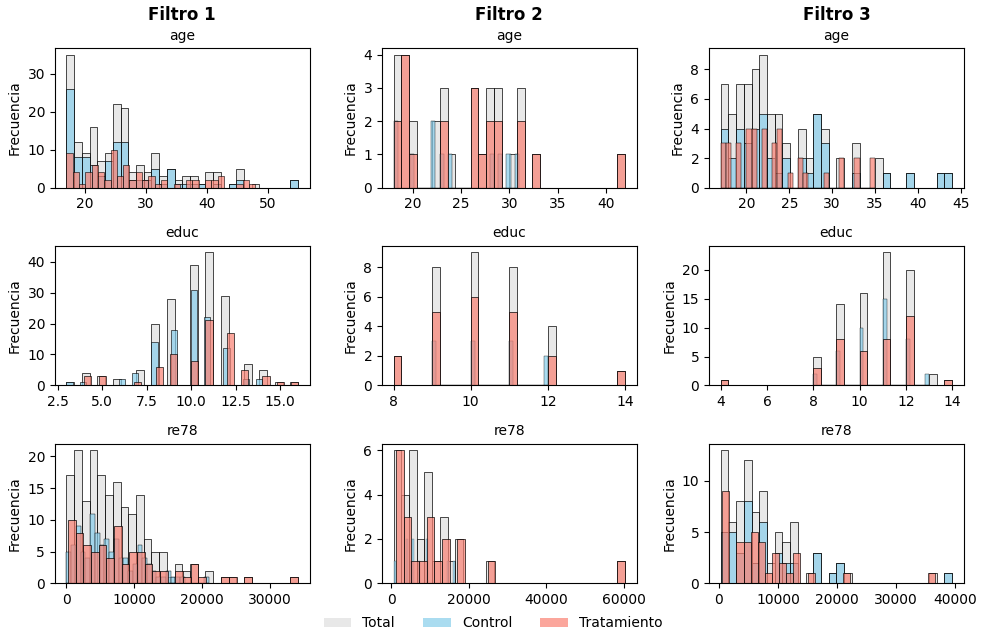 Filtro 1 Filtro 2 Filtro 3
age age age
Frecuencia Frecuencia Frecuencia
30 20 10 0
4 3 2 1 0
8 6 4 2 0
20 30 40 50
20 25 30 35 40
20 25 30 35 40 45
educ educ educ
Frecuencia Frecuencia Frecuencia
40 30 20 10 0
8 6 4 2 0
20 15 10 5 0
2.5 5.0 7.5 10.0 12.5 15.0
8 10 12 14
4 6 8 10 12 14
re78 re78 re78
Frecuencia Frecuencia Frecuencia
20 15 10 5 0
6 4 2 0
10 5 0
0 10000 20000 30000
0 20000 40000 60000
0 10000 20000 30000 40000
Total Control Tratamiento